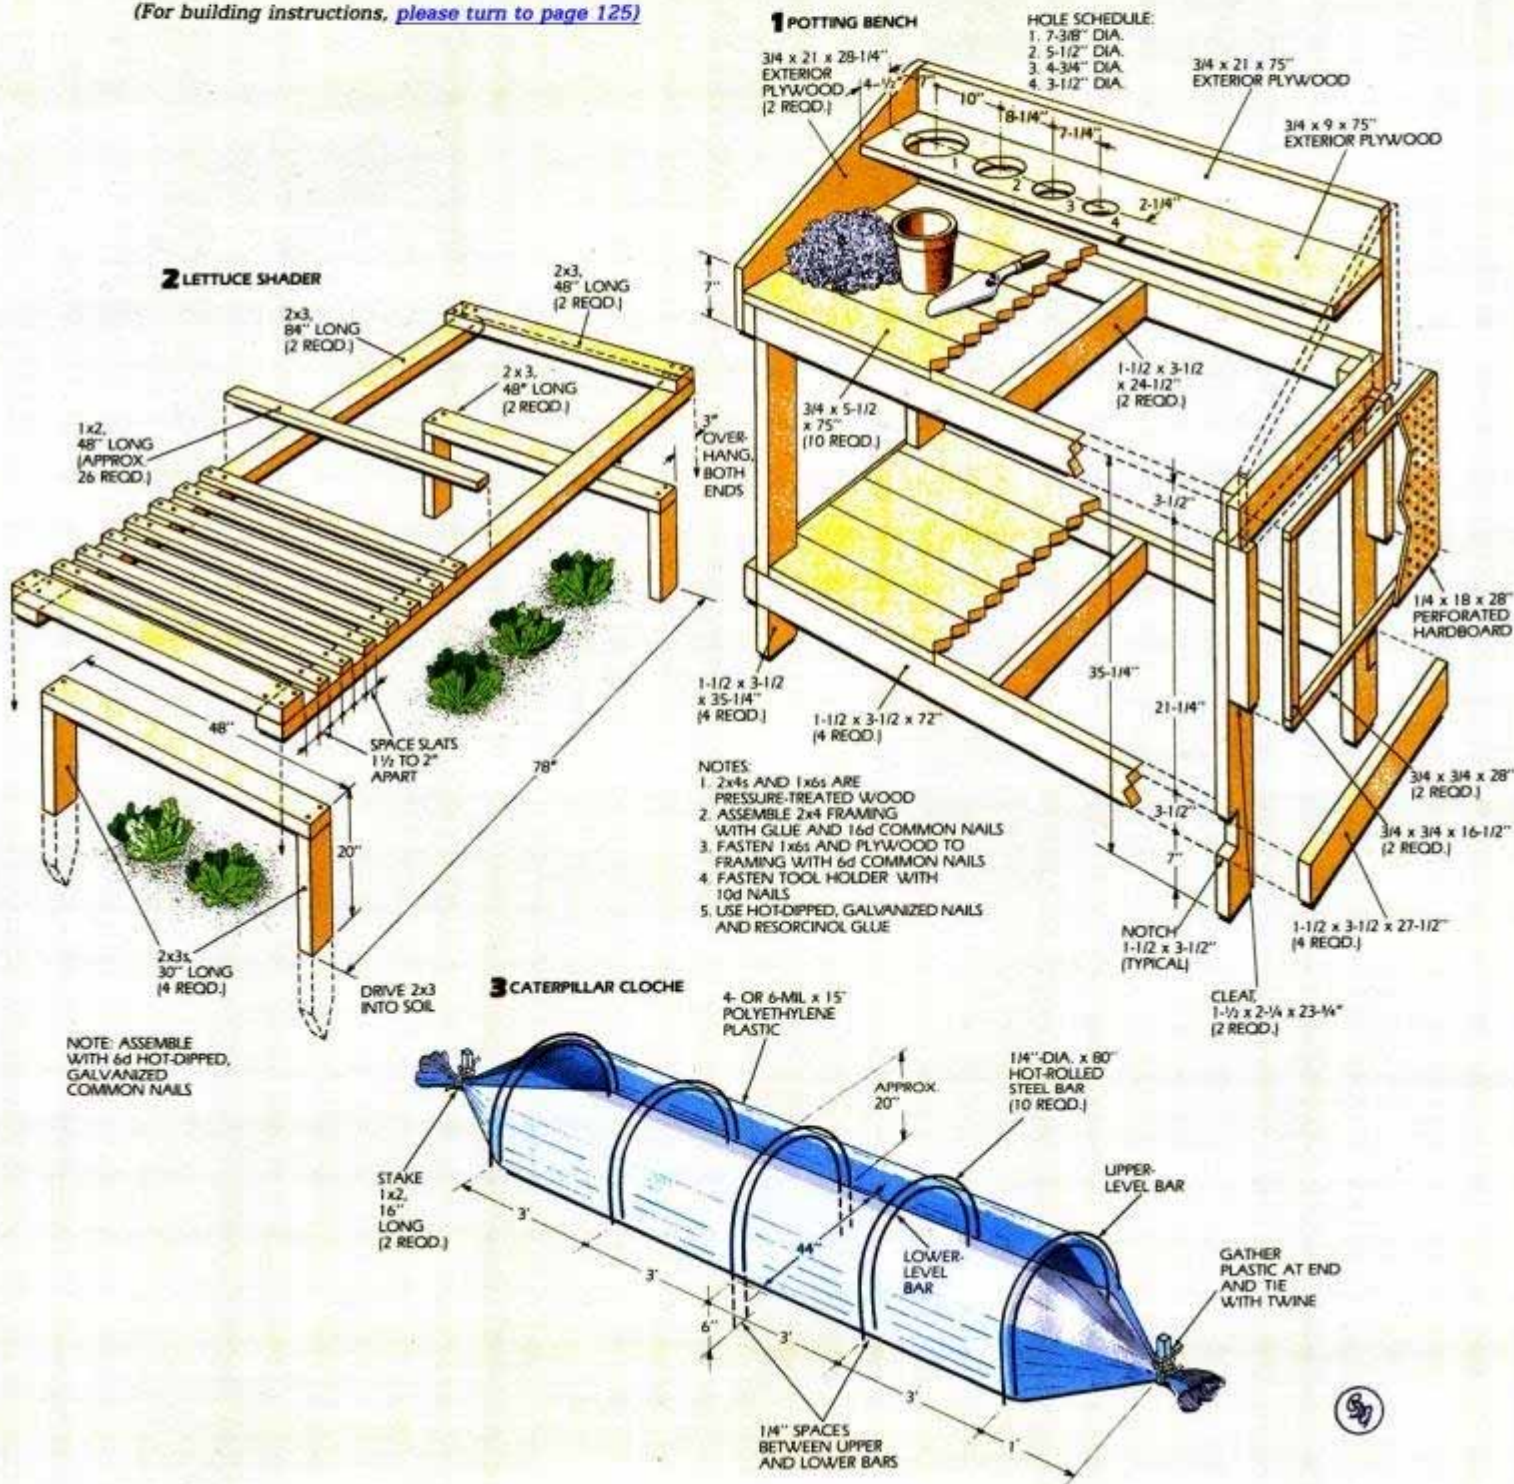 (For building instructions, please turn to page 125)
1 POTTING BENCH
HOLE SCHEDULE:
1. 7-3/8" DIA.
2. 5-1/2" DIA.
3. 4-3/4" DIA.
4. 3-1/2" DIA.
3/4 x 21 x 28-1/4"
EXTERIOR
PLYWOOD
(2 REQD.)
4-½"
7"
10"
8-1/4"
7-1/4"
3/4 x 21 x 75"
EXTERIOR PLYWOOD
3/4 x 9 x 75"
EXTERIOR PLYWOOD
1
2
3
4
2-1/4"
7"
3/4 x 5-1/2
x 75"
(10 REQD.)
1-1/2 x 3-1/2
x 24-1/2"
(2 REQD.)
3-1/2"
35-1/4"
21-1/4"
3-1/2"
7"
1/4 x 18 x 28"
PERFORATED
HARDBOARD
1-1/2 x 3-1/2
x 35-1/4"
(4 REQD.)
1-1/2 x 3-1/2 x 72"
(4 REQD.)
3/4 x 3/4 x 28"
(2 REQD.)
3/4 x 3/4 x 16-1/2"
(2 REQD.)
1-1/2 x 3-1/2 x 27-1/2"
(4 REQD.)
NOTCH
1-1/2 x 3-1/2"
(TYPICAL)
CLEAT,
1-½ x 2-¼ x 23-¾"
(2 REQD.)
NOTES:
1. 2x4s AND 1x6s ARE
PRESSURE-TREATED WOOD
2. ASSEMBLE 2x4 FRAMING
WITH GLUE AND 16d COMMON NAILS
3. FASTEN 1x6s AND PLYWOOD TO
FRAMING WITH 6d COMMON NAILS
4. FASTEN TOOL HOLDER WITH
10d NAILS
5. USE HOT-DIPPED, GALVANIZED NAILS
AND RESORCINOL GLUE
2 LETTUCE SHADER
2x3,
48" LONG
(2 REQD.)
2x3,
84" LONG
(2 REQD.)
2 x 3,
48" LONG
(2 REQD.)
1x2,
48" LONG
(APPROX.
26 REQD.)
3"
OVER-
HANG,
BOTH
ENDS
48"
SPACE SLATS
1½ TO 2"
APART
78"
20"
2x3s,
30" LONG
(4 REQD.)
DRIVE 2x3
INTO SOIL
NOTE: ASSEMBLE
WITH 6d HOT-DIPPED,
GALVANIZED
COMMON NAILS
3 CATERPILLAR CLOCHE
4- OR 6-MIL x 15'
POLYETHYLENE
PLASTIC
APPROX.
20"
1/4"-DIA. x 80"
HOT-ROLLED
STEEL BAR
(10 REQD.)
UPPER-
LEVEL BAR
STAKE
1x2,
16"
LONG
(2 REQD.)
3'
3'
44"
LOWER-
LEVEL
BAR
6"
3'
3'
1'
GATHER
PLASTIC AT END
AND TIE
WITH TWINE
1/4" SPACES
BETWEEN UPPER
AND LOWER BARS